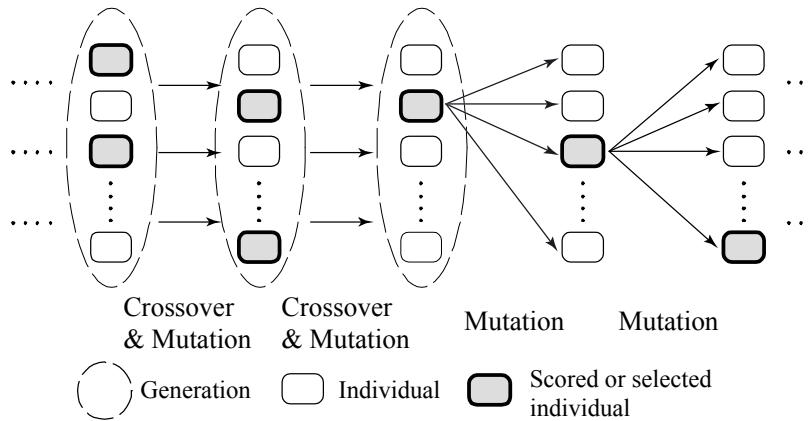 Crossover
& Mutation
Crossover
& Mutation
Mutation
Mutation
Generation
Individual
Scored or selected
individual